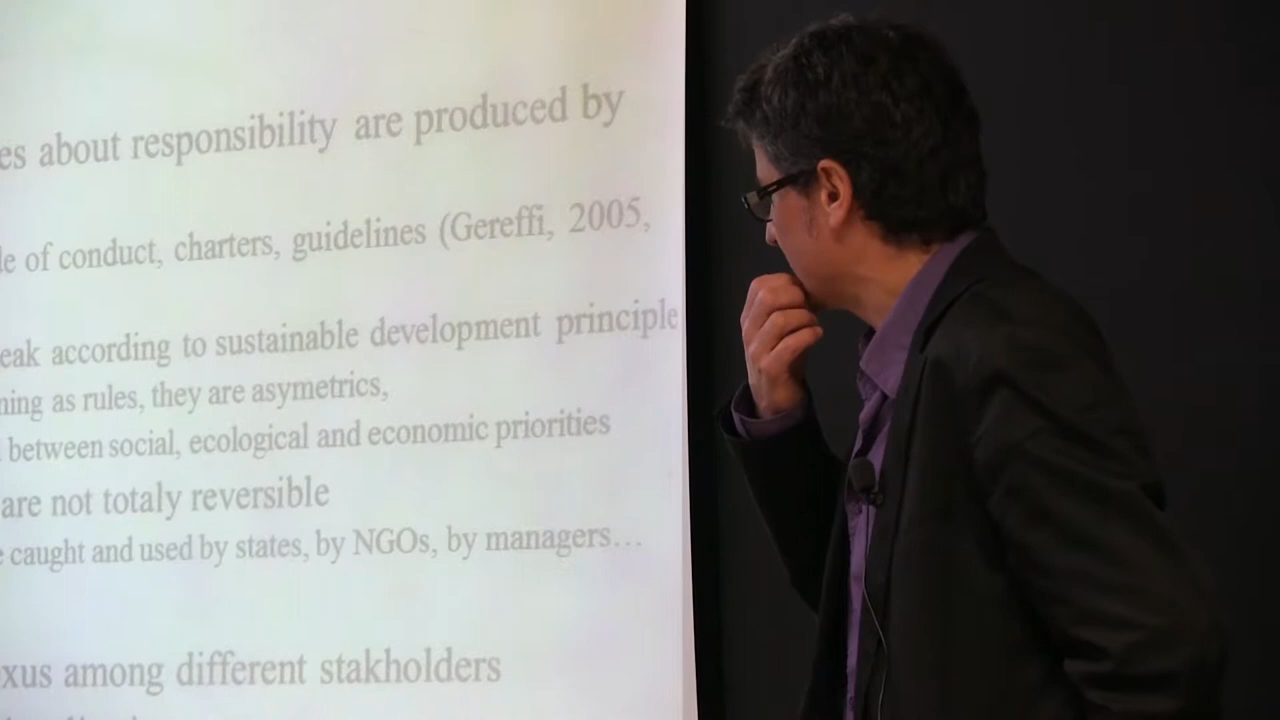 es about responsibility are produced by
le of conduct, charters, guidelines (Gereffi, 2005,
eak according to sustainable development principle
ning as rules, they are asymetrics,
between social, ecological and economic priorities
are not totaly reversible
e caught and used by states, by NGOs, by managers…
xus among different stakholders